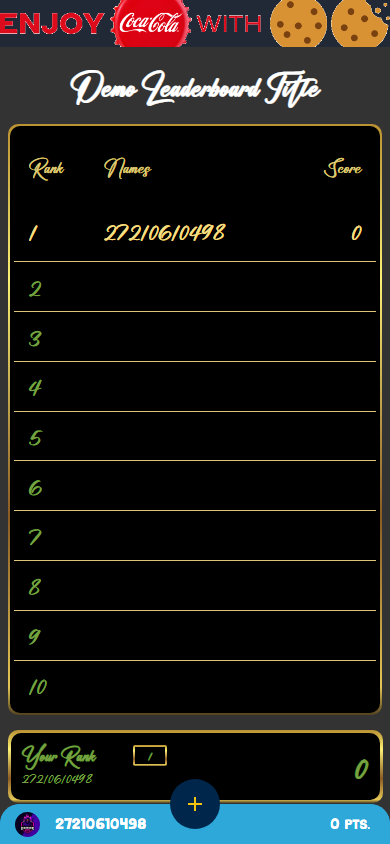 ENJOY Coca-Cola WITH
Demo Leaderboard Title
Rank Names Score
1 27210610498 0
2
3
4
5
6
7
8
9
10
Your Rank 1 0
27210610498
+
27210610498 0 PTS.